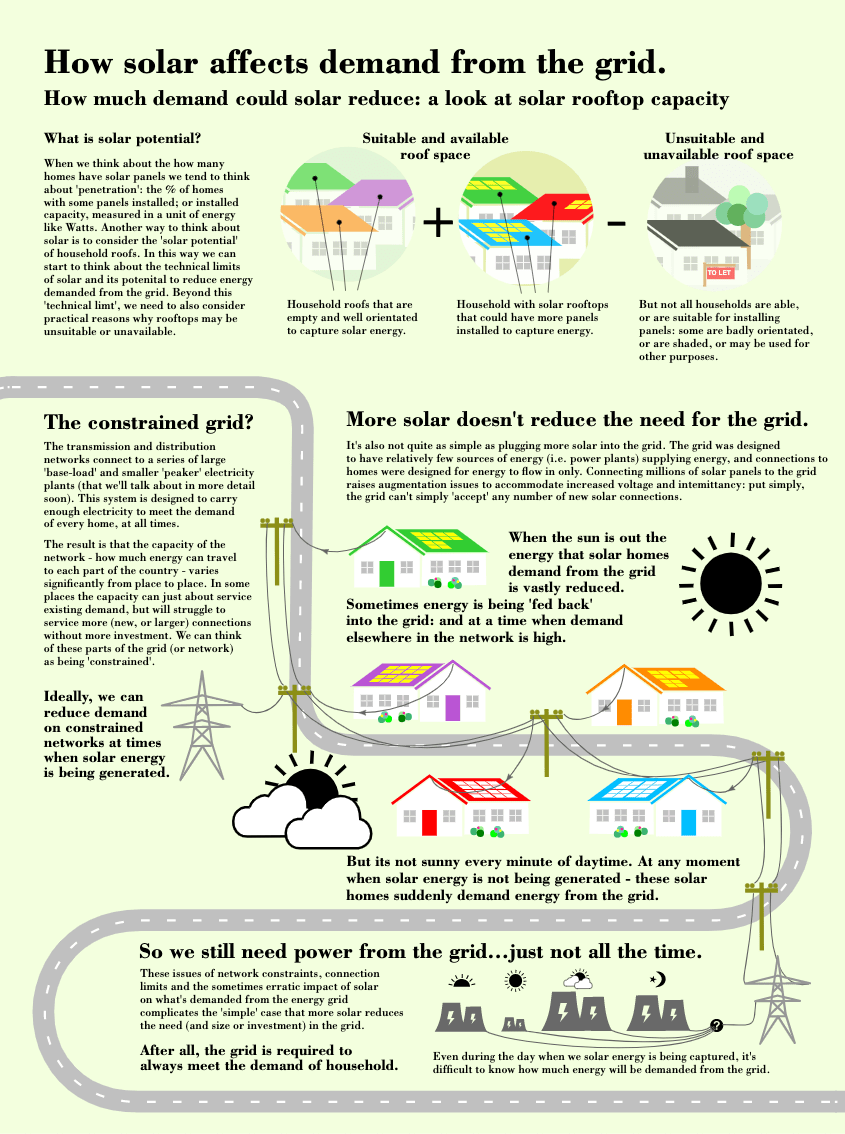 How solar affects demand from the grid.
How much demand could solar reduce: a look at solar rooftop capacity
What is solar potential?
When we think about the how many
homes have solar panels we tend to think
about 'penetration': the % of homes
with some panels installed; or installed
capacity, measured in a unit of energy
like Watts. Another way to think about
solar is to consider the 'solar potential'
of household roofs. In this way we can
start to think about the technical limits
of solar and its potenital to reduce energy
demanded from the grid. Beyond this
'technical limt', we need to also consider
practical reasons why rooftops may be
unsuitable or unavailable.
Suitable and available
roof space
+
-
Household roofs that are
empty and well orientated
to capture solar energy.
Household with solar rooftops
that could have more panels
installed to capture energy.
Unsuitable and
unavailable roof space
TO LET
But not all households are able,
or are suitable for installing
panels: some are badly orientated,
or are shaded, or may be used for
other purposes.
The constrained grid?
The transmission and distribution
networks connect to a series of large
'base-load' and smaller 'peaker' electricity
plants (that we'll talk about in more detail
soon). This system is designed to carry
enough electricity to meet the demand
of every home, at all times.
The result is that the capacity of the
network - how much energy can travel
to each part of the country - varies
significantly from place to place. In some
places the capacity can just about service
existing demand, but will struggle to
service more (new, or larger) connections
without more investment. We can think
of these parts of the grid (or network)
as being 'constrained'.
Ideally, we can
reduce demand
on constrained
networks at times
when solar energy
is being generated.
More solar doesn't reduce the need for the grid.
It's also not quite as simple as plugging more solar into the grid. The grid was designed
to have relatively few sources of energy (i.e. power plants) supplying energy, and connections to
homes were designed for energy to flow in only. Connecting millions of solar panels to the grid
raises augmentation issues to accommodate increased voltage and intemittancy: put simply,
the grid can't simply 'accept' any number of new solar connections.
When the sun is out the
energy that solar homes
demand from the grid
is vastly reduced.
Sometimes energy is being 'fed back'
into the grid: and at a time when demand
elsewhere in the network is high.
But its not sunny every minute of daytime. At any moment
when solar energy is not being generated - these solar
homes suddenly demand energy from the grid.
So we still need power from the grid...just not all the time.
These issues of network constraints, connection
limits and the sometimes erratic impact of solar
on what's demanded from the energy grid
complicates the 'simple' case that more solar reduces
the need (and size or investment) in the grid.
After all, the grid is required to
always meet the demand of household.
?
Even during the day when we solar energy is being captured, it's
difficult to know how much energy will be demanded from the grid.